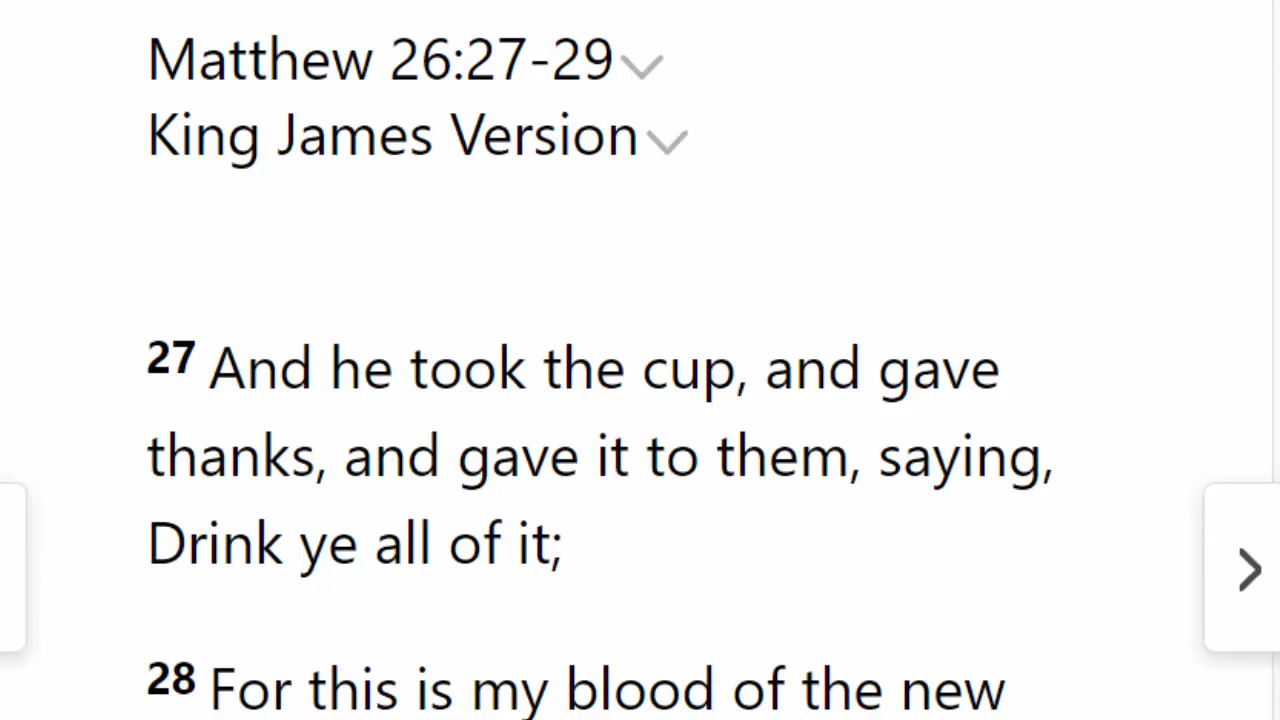 Matthew 26:27-29
King James Version
27 And he took the cup, and gave
thanks, and gave it to them, saying,
Drink ye all of it;
28 For this is my blood of the new